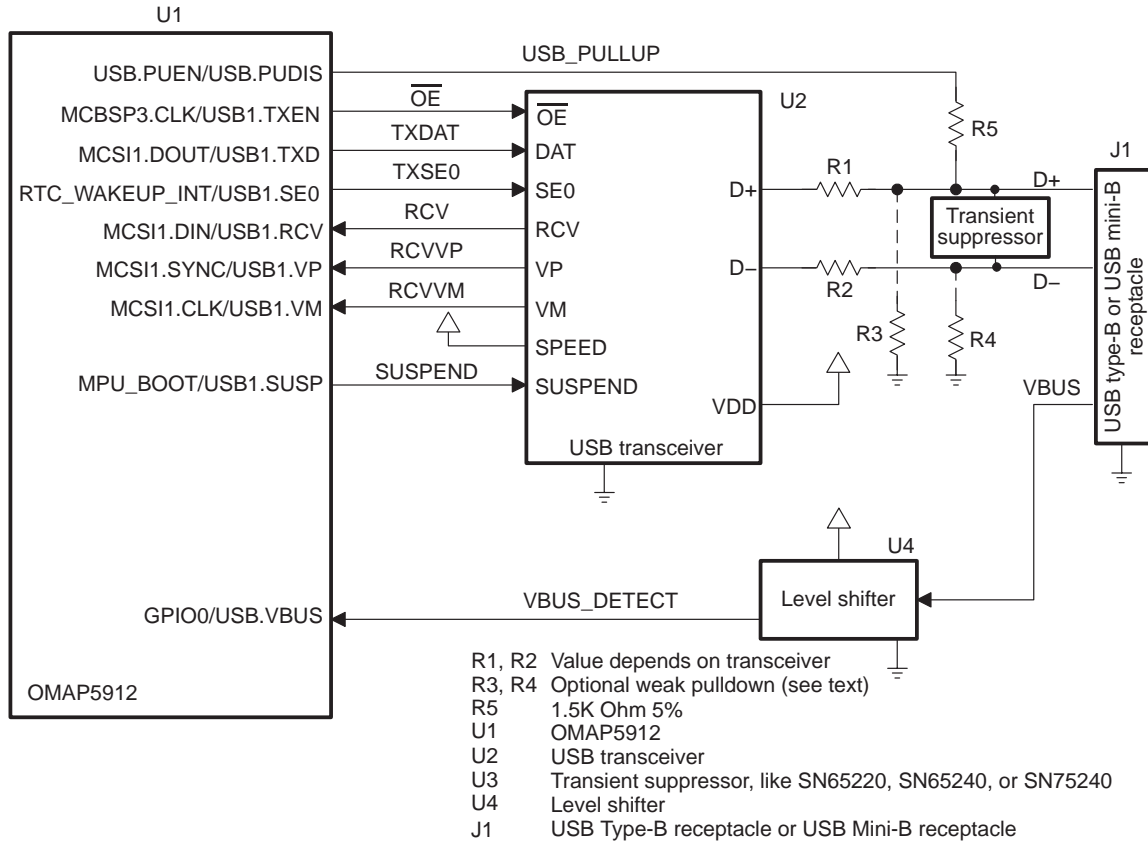 U1
USB.PUEN/USB.PUDIS
USB_PULLUP
MCBSP3.CLK/USB1.TXEN
OE
OE
U2
R5
MCSI1.DOUT/USB1.TXD
TXDAT
DAT
R1
J1
RTC_WAKEUP_INT/USB1.SE0
TXSE0
SE0
D+
D+
MCSI1.DIN/USB1.RCV
RCV
RCV
Transient
suppressor
MCSI1.SYNC/USB1.VP
RCVVP
VP
D−
R2
D−
MCSI1.CLK/USB1.VM
RCVVM
VM
R3
R4
SPEED
MPU_BOOT/USB1.SUSP
SUSPEND
SUSPEND
VDD
VBUS
USB type-B or USB mini-B
receptacle
USB transceiver
U4
Level shifter
GPIO0/USB.VBUS
VBUS_DETECT
OMAP5912
R1, R2 Value depends on transceiver
R3, R4 Optional weak pulldown (see text)
R5 1.5K Ohm 5%
U1 OMAP5912
U2 USB transceiver
U3 Transient suppressor, like SN65220, SN65240, or SN75240
U4 Level shifter
J1 USB Type-B receptacle or USB Mini-B receptacle